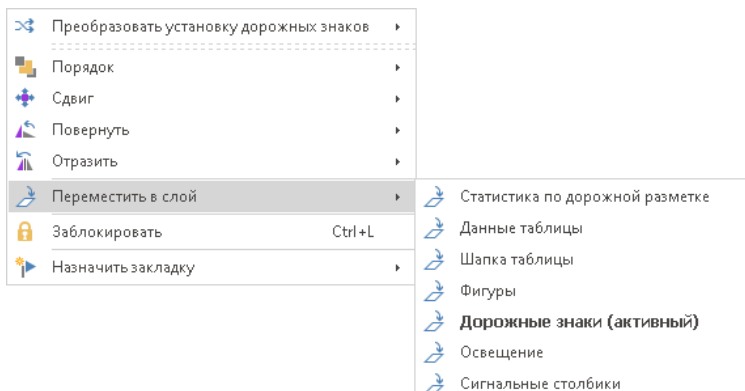 Преобразовать установку дорожных знаков
Порядок
Сдвиг
Повернуть
Отразить
Переместить в слой
Заблокировать Ctrl+L
Назначить закладку
Статистика по дорожной разметке
Данные таблицы
Шапка таблицы
Фигуры
Дорожные знаки (активный)
Освещение
Сигнальные столбики